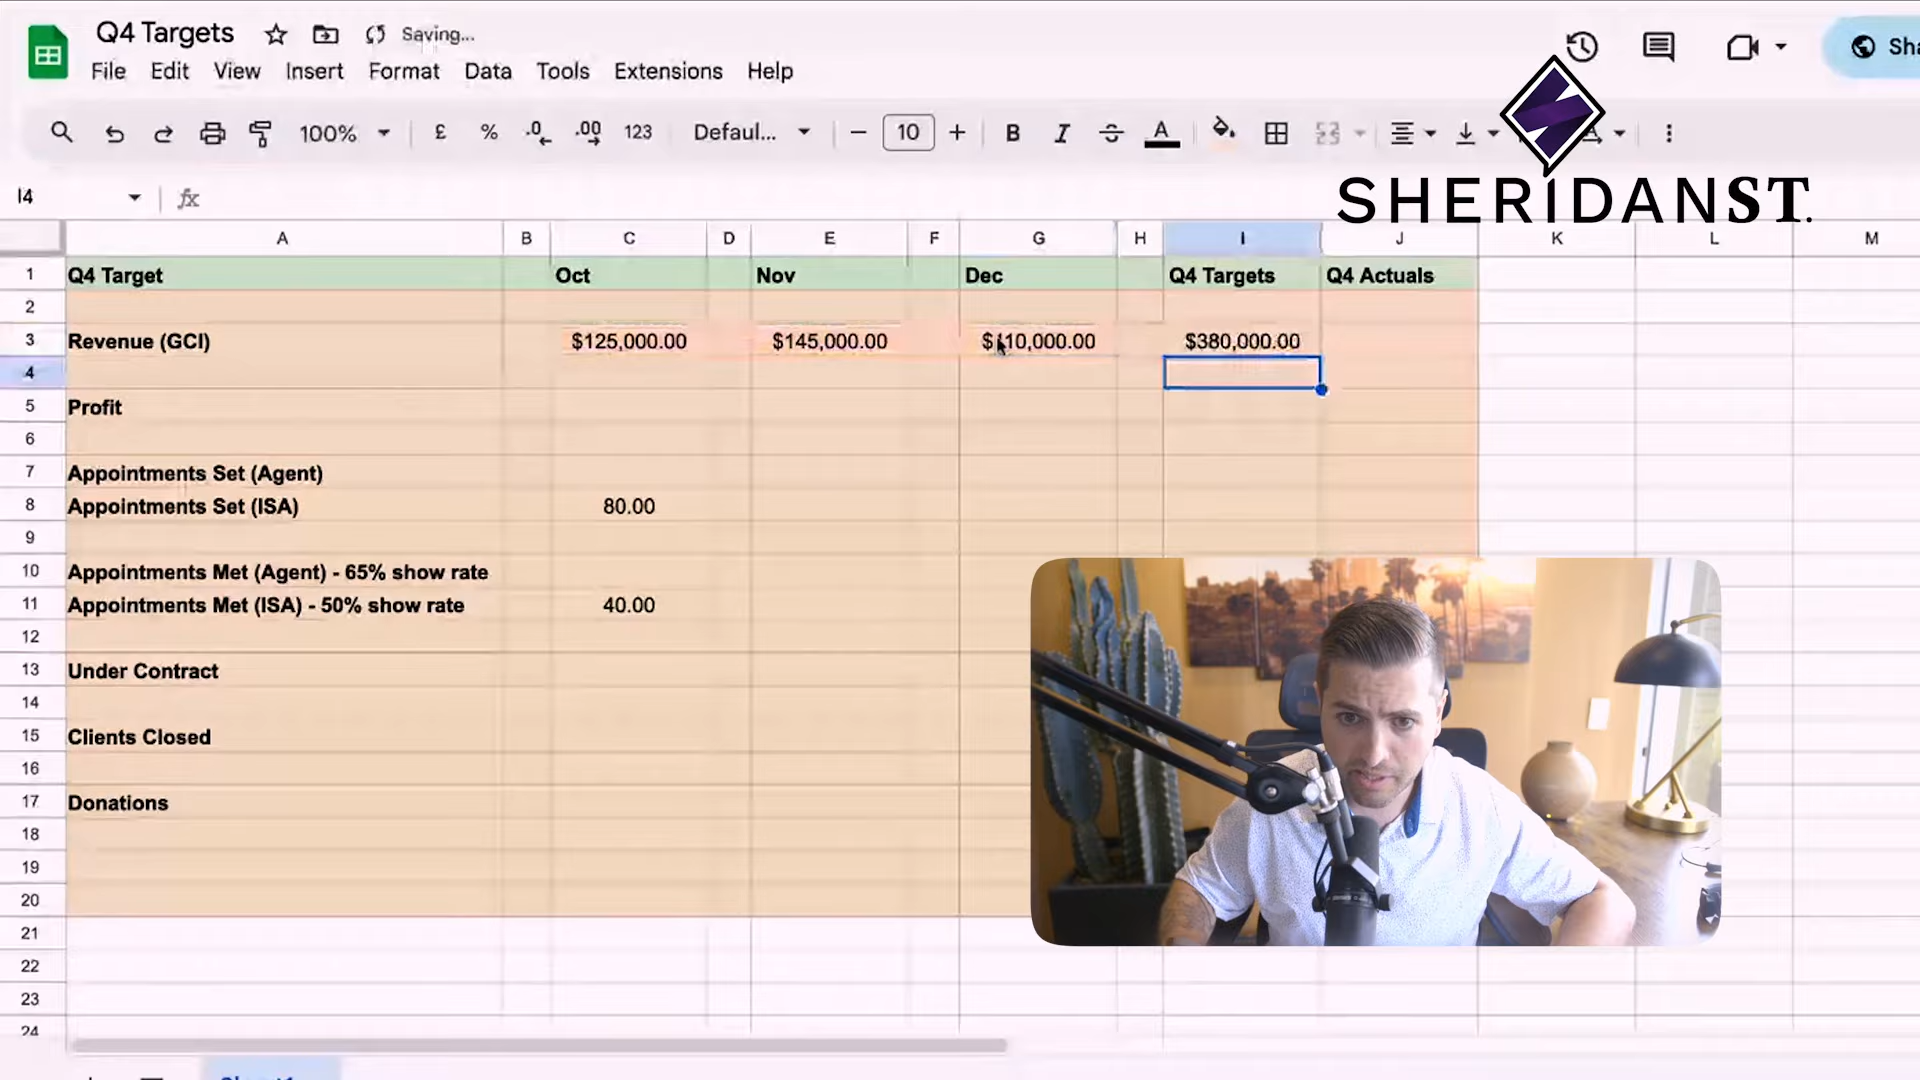 Q4 Targets Saving...
File Edit View Insert Format Data Tools Extensions Help
100% £ % .0 .00 123 Defaul... 10 B I A
SHERIDANST.
I4 fx
A B C D E F G H I J K L M
1 Q4 Target Oct Nov Dec Q4 Targets Q4 Actuals
2
3 Revenue (GCI) $125,000.00 $145,000.00 $110,000.00 $380,000.00
4
5 Profit
6
7 Appointments Set (Agent)
8 Appointments Set (ISA) 80.00
9
10 Appointments Met (Agent) - 65% show rate
11 Appointments Met (ISA) - 50% show rate 40.00
12
13 Under Contract
14
15 Clients Closed
16
17 Donations
18
19
20
21
22
23
24